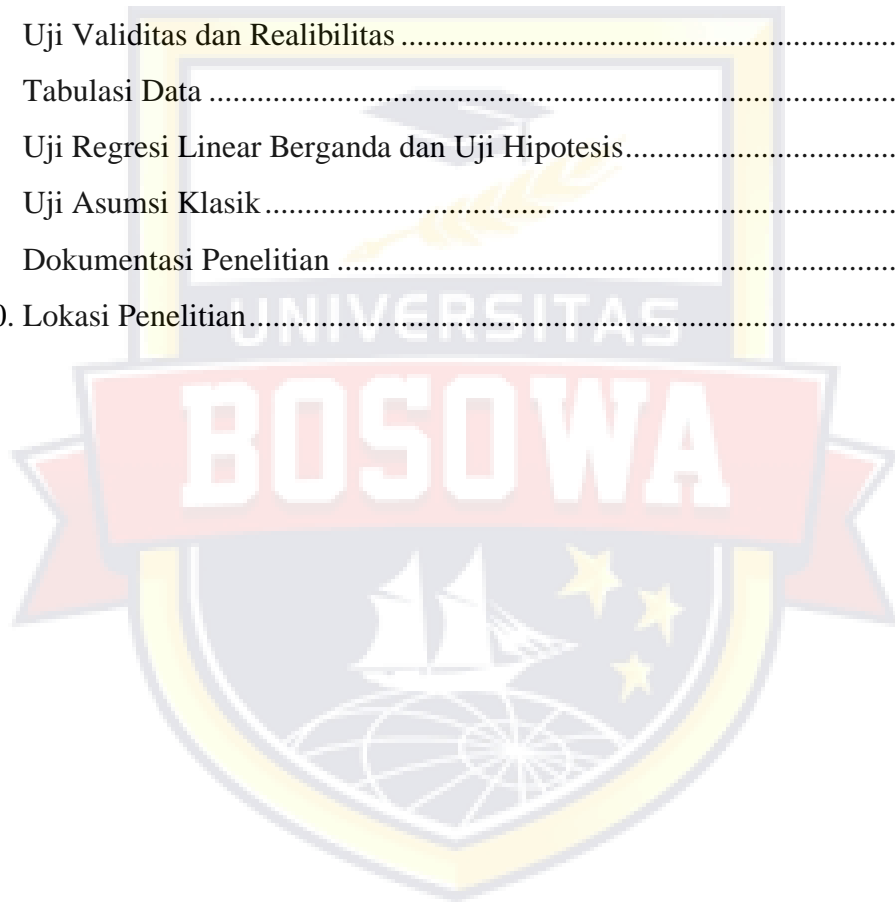 Uji Validitas dan Realibilitas ..........................................................
Tabulasi Data ..................................................................................
Uji Regresi Linear Berganda dan Uji Hipotesis.............................
Uji Asumsi Klasik...........................................................................
Dokumentasi Penelitian ..................................................................
0. Lokasi Penelitian.............................................................................
UNIVERSITAS
BOSOWA